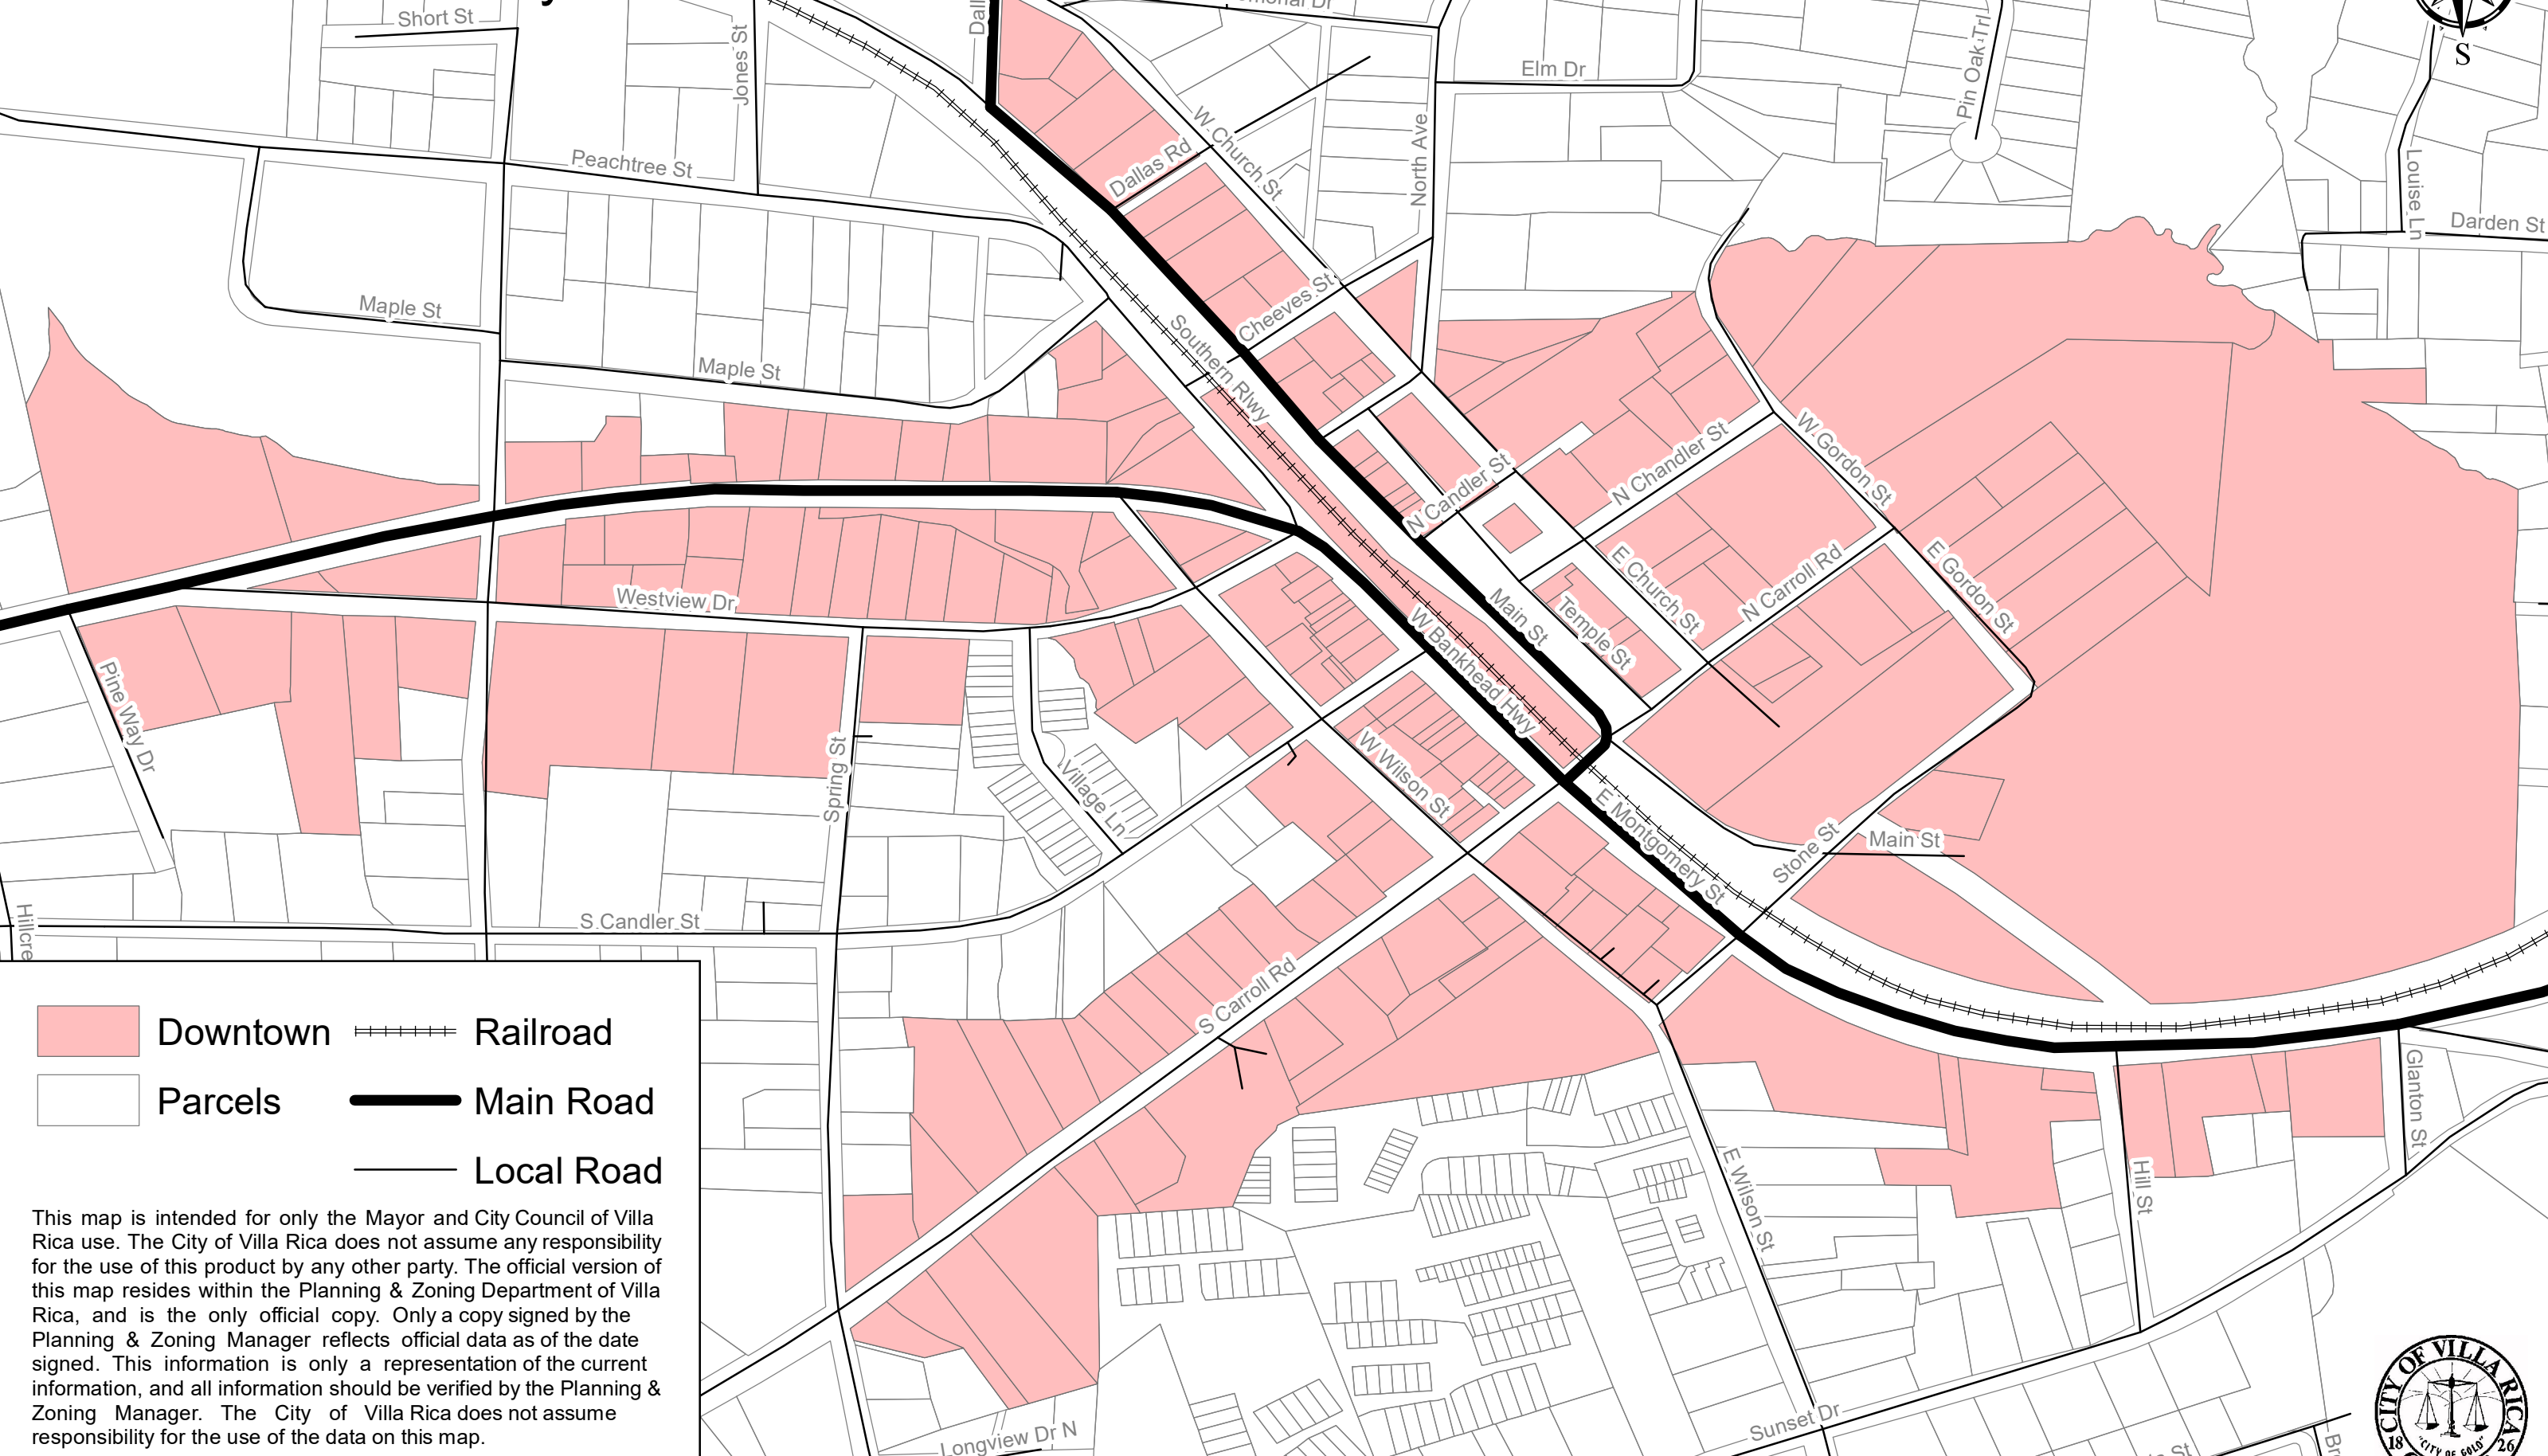 Short St
Jones St
Elm Dr
Pin Oak Trl
S
Peachtree St
Dallas Rd
W Church St
North Ave
Louise Ln
Darden St
Maple St
Maple St
Southern Rlwy
Cheeves St
N Candler St
N Chandler St
W Gordon St
Westview Dr
Main St
Temple St
E Church St
N Carroll Rd
E Gordon St
Pine Way Dr
Spring St
Village Ln
W Bankhead Hwy
W Wilson St
E Montgomery St
Stone St
Main St
S Candler St
S Carroll Rd
E Wilson St
Hill St
Glanton St
Sunset Dr
Longview Dr N
Downtown
Railroad
Parcels
Main Road
Local Road
This map is intended for only the Mayor and City Council of Villa
Rica use. The City of Villa Rica does not assume any responsibility
for the use of this product by any other party. The official version of
this map resides within the Planning & Zoning Department of Villa
Rica, and is the only official copy. Only a copy signed by the
Planning & Zoning Manager reflects official data as of the date
signed. This information is only a representation of the current
information, and all information should be verified by the Planning &
Zoning Manager. The City of Villa Rica does not assume
responsibility for the use of the data on this map.
CITY OF VILLA RICA
18 26
"CITY OF GOLD"